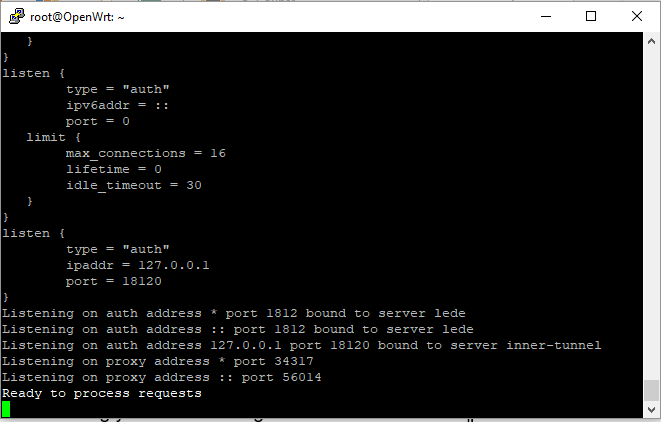 root@OpenWrt: ~
}
}
listen {
type = "auth"
ipv6addr = ::
port = 0
limit {
max_connections = 16
lifetime = 0
idle_timeout = 30
}
}
listen {
type = "auth"
ipaddr = 127.0.0.1
port = 18120
}
Listening on auth address * port 1812 bound to server lede
Listening on auth address :: port 1812 bound to server lede
Listening on auth address 127.0.0.1 port 18120 bound to server inner-tunnel
Listening on proxy address * port 34317
Listening on proxy address :: port 56014
Ready to process requests